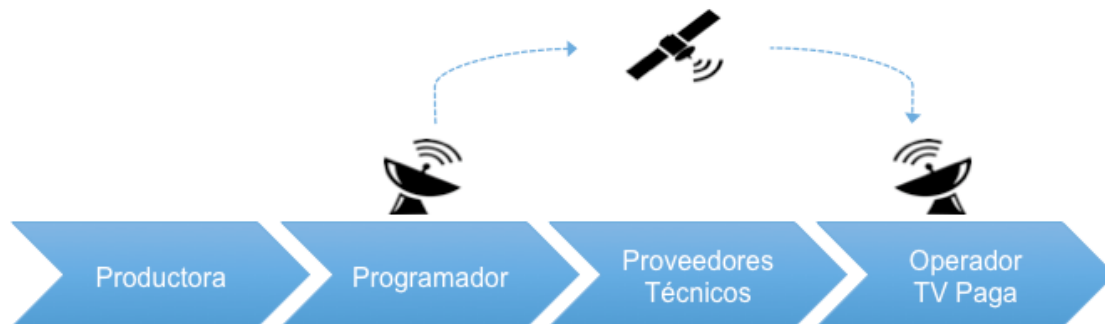 Productora
Programador
Proveedores
Técnicos
Operador
TV Paga